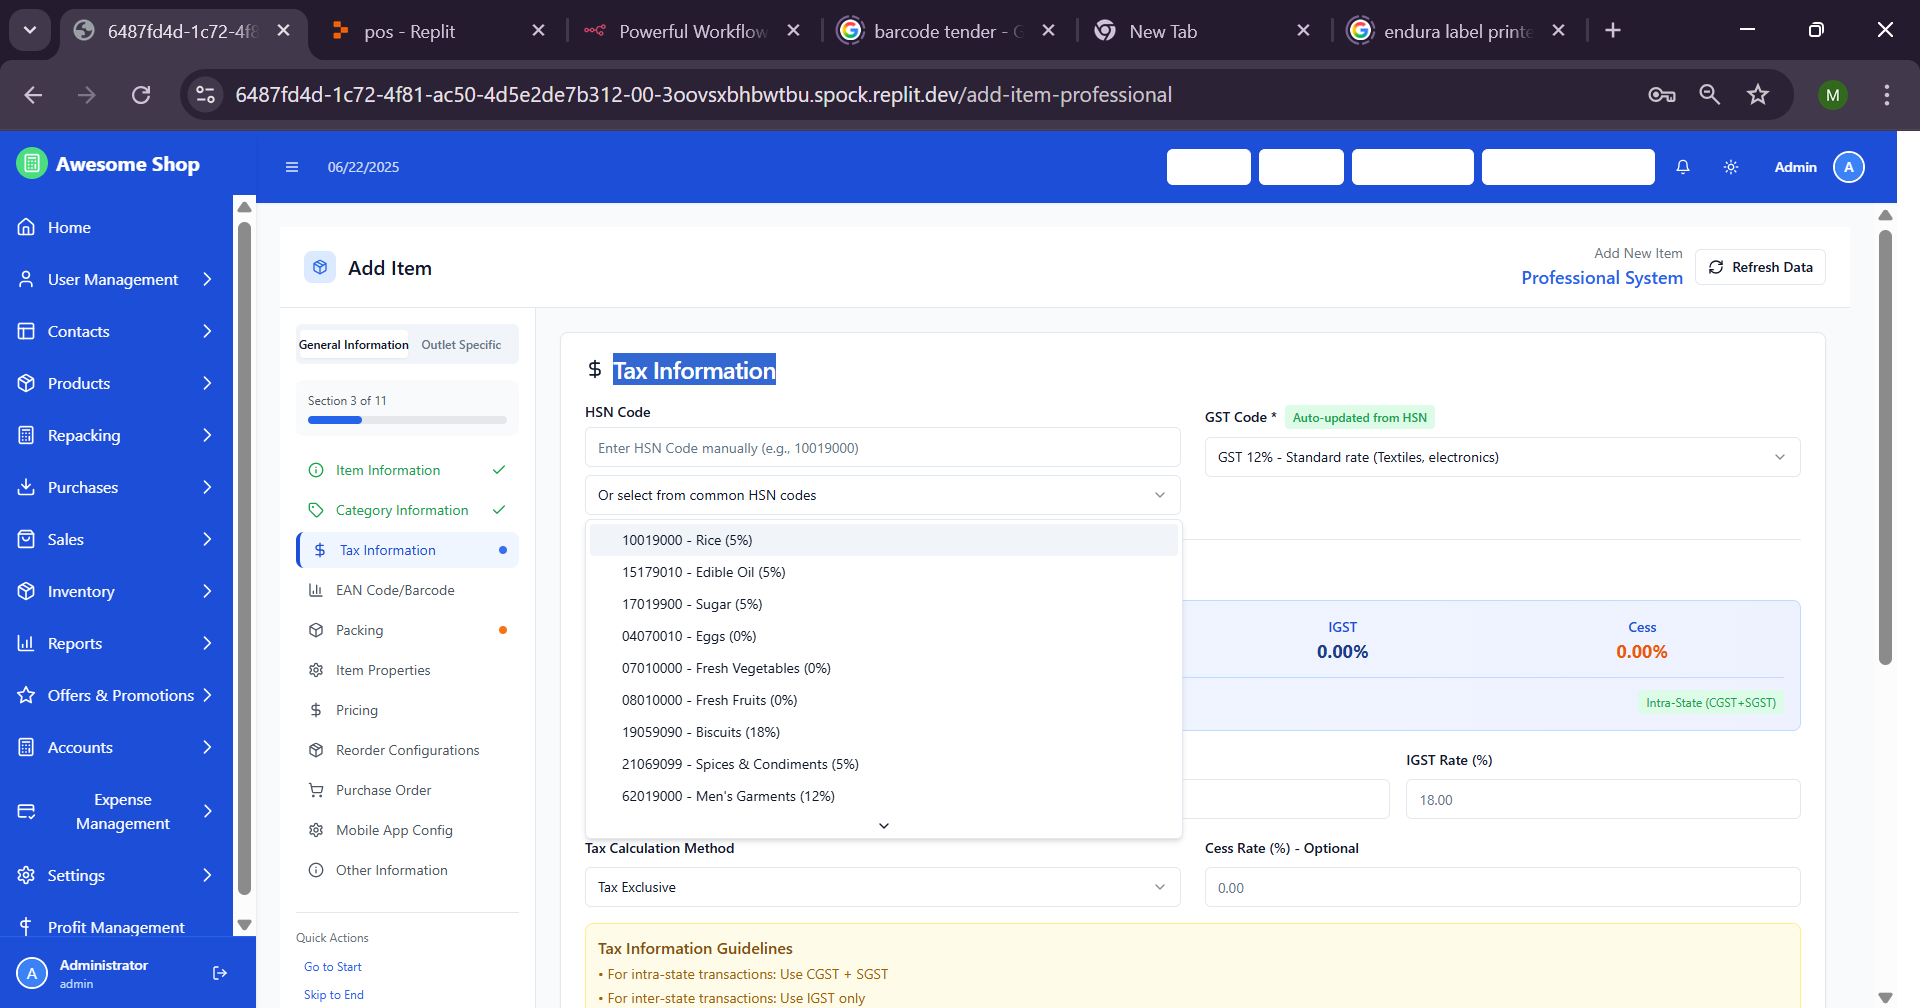 6487fd4d-1c72-4f8
pos - Replit
Powerful Workflow
barcode tender - G
New Tab
endura label printe
6487fd4d-1c72-4f81-ac50-4d5e2de7b312-00-3oovsxbhbwtbu.spock.replit.dev/add-item-professional
M
Awesome Shop
06/22/2025
Admin
A
Home
User Management
Contacts
Products
Repacking
Purchases
Sales
Inventory
Reports
Offers & Promotions
Accounts
Expense
Management
Settings
Profit Management
A
Administrator
admin
Add Item
Add New Item
Professional System
Refresh Data
General Information
Outlet Specific
Section 3 of 11
Item Information
Category Information
Tax Information
EAN Code/Barcode
Packing
Item Properties
Pricing
Reorder Configurations
Purchase Order
Mobile App Config
Other Information
Quick Actions
Go to Start
Skip to End
$ Tax Information
HSN Code
Enter HSN Code manually (e.g., 10019000)
Or select from common HSN codes
10019000 - Rice (5%)
15179010 - Edible Oil (5%)
17019900 - Sugar (5%)
04070010 - Eggs (0%)
07010000 - Fresh Vegetables (0%)
08010000 - Fresh Fruits (0%)
19059090 - Biscuits (18%)
21069099 - Spices & Condiments (5%)
62019000 - Men's Garments (12%)
GST Code *
Auto-updated from HSN
GST 12% - Standard rate (Textiles, electronics)
IGST
0.00%
Cess
0.00%
Intra-State (CGST+SGST)
IGST Rate (%)
18.00
Tax Calculation Method
Tax Exclusive
Cess Rate (%) - Optional
0.00
Tax Information Guidelines
• For intra-state transactions: Use CGST + SGST
• For inter-state transactions: Use IGST only